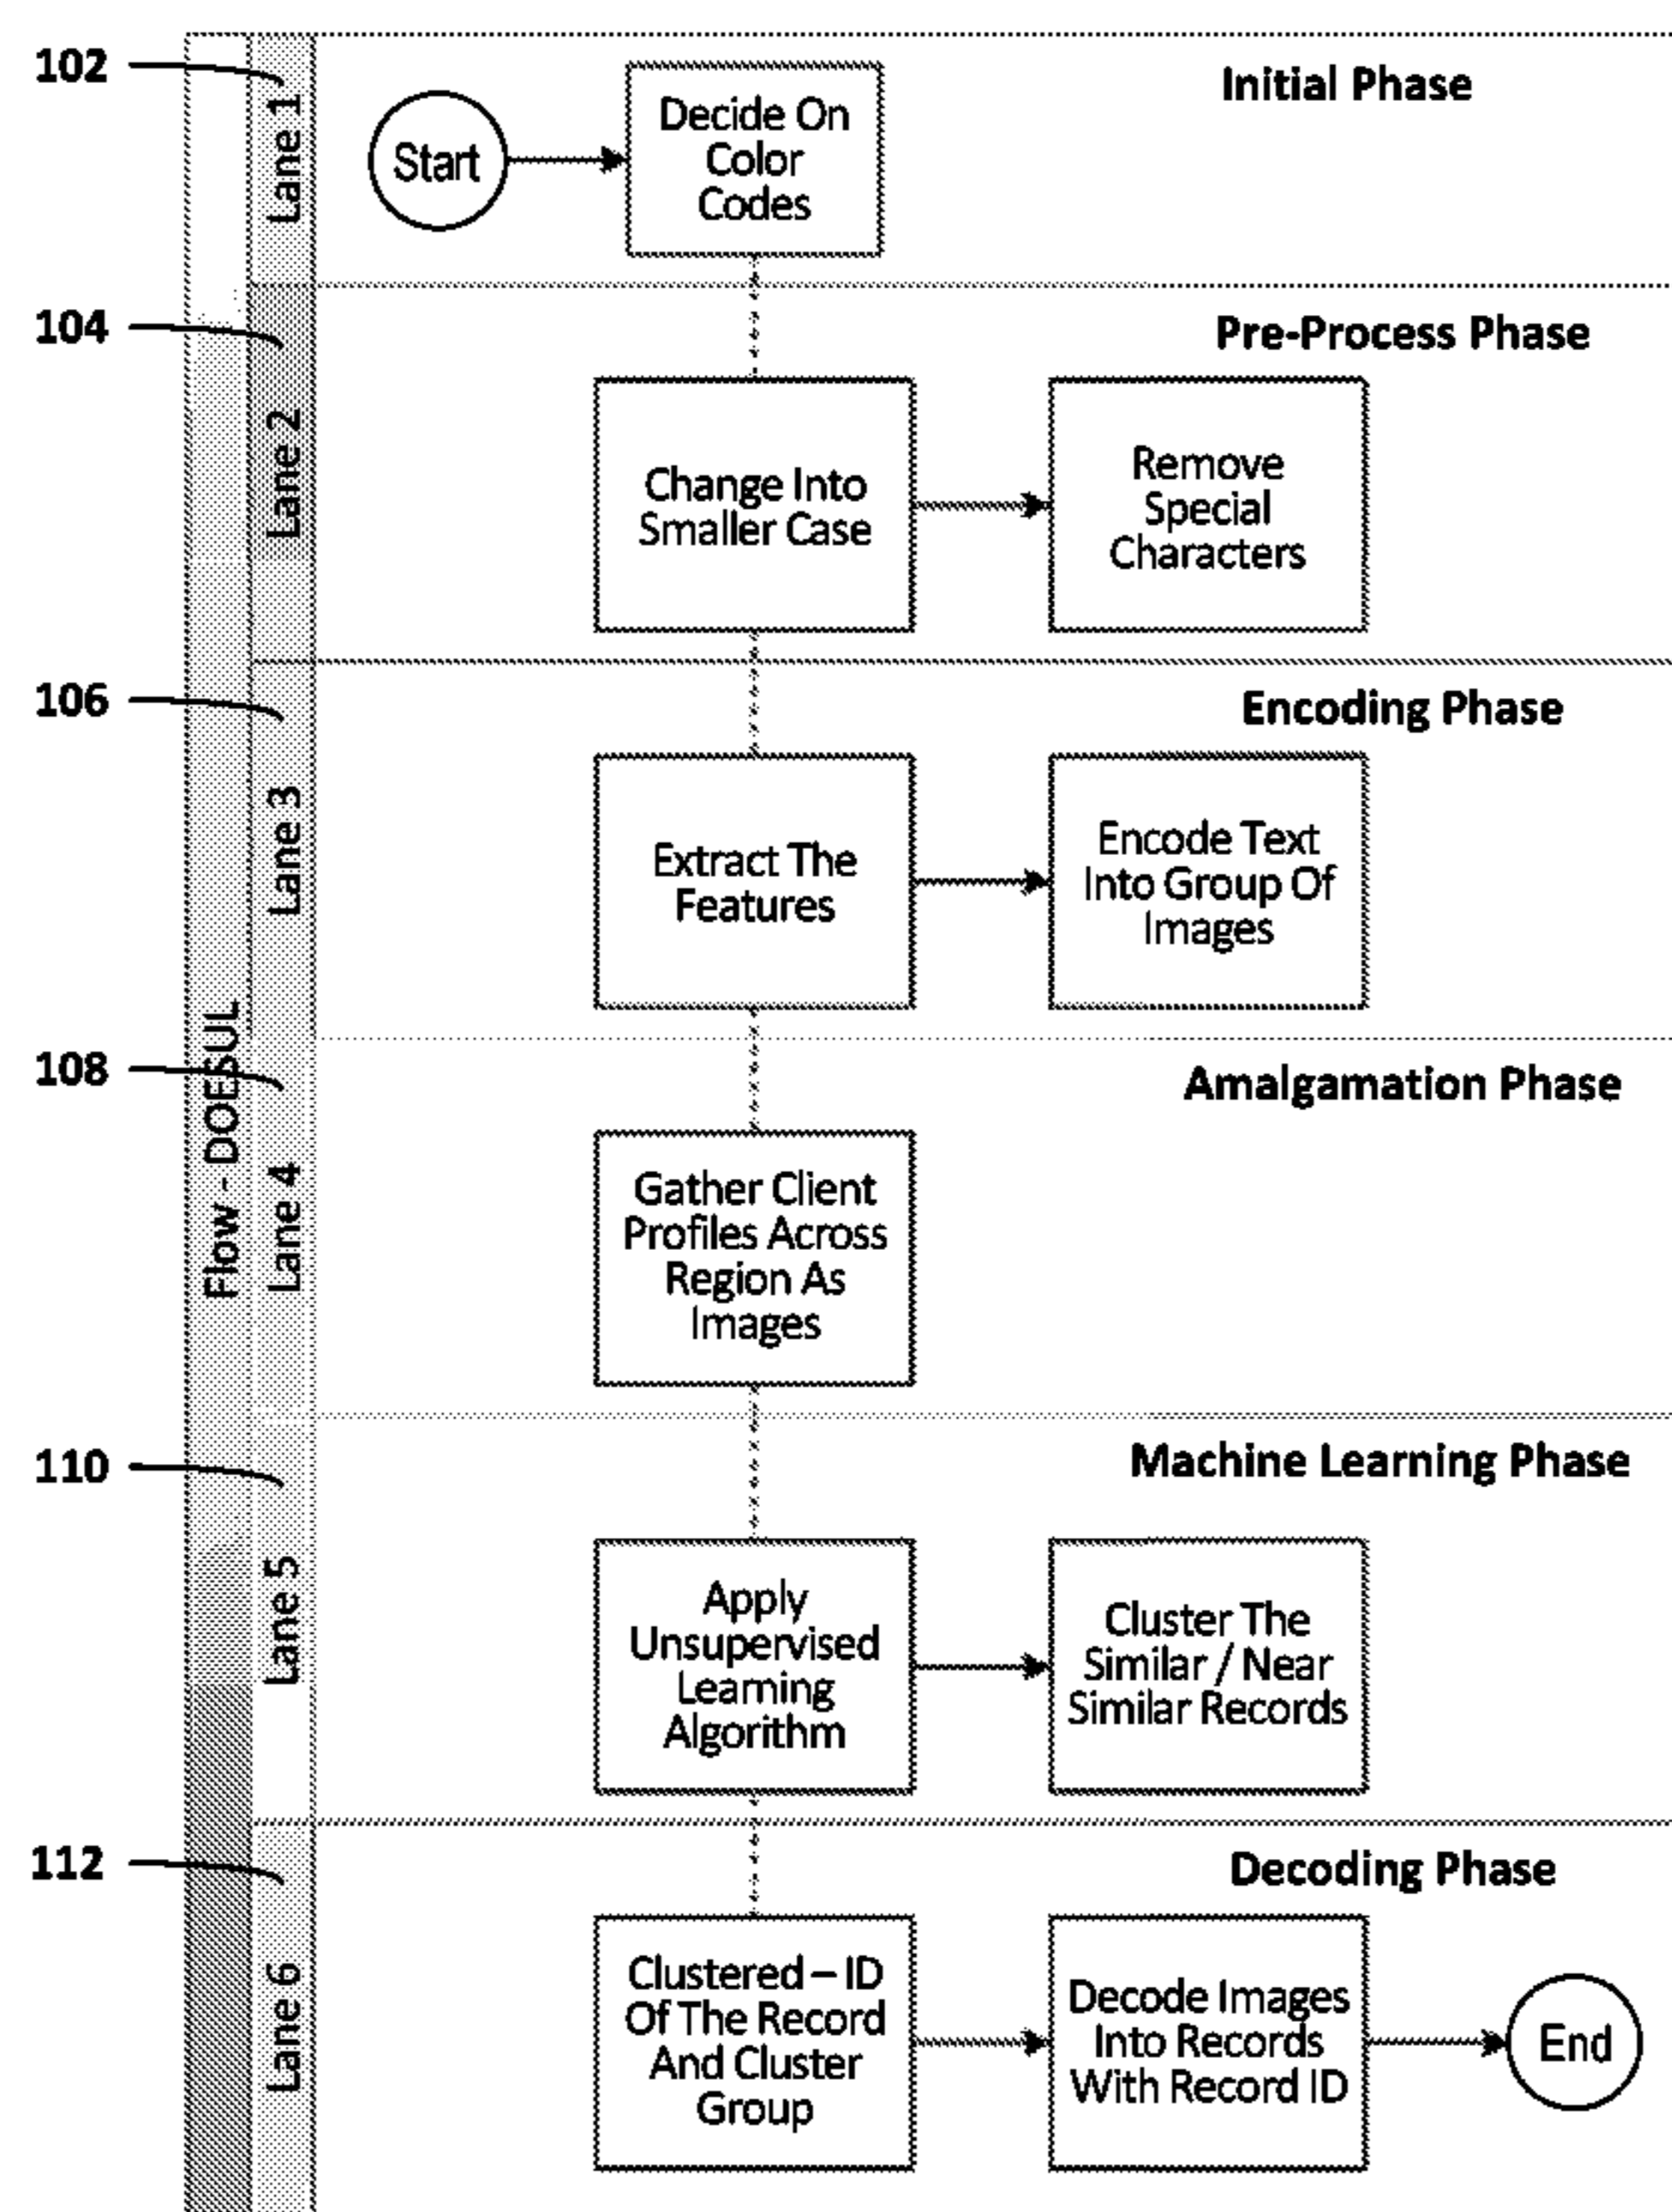 102
Lane 1
Start
Decide On
Color
Codes
Initial Phase
104
Lane 2
Pre-Process Phase
Change Into
Smaller Case
Remove
Special
Characters
106
Lane 3
Encoding Phase
Extract The
Features
Encode Text
Into Group Of
Images
Flow - DOESUL
108
Lane 4
Amalgamation Phase
Gather Client
Profiles Across
Region As
Images
110
Lane 5
Machine Learning Phase
Apply
Unsupervised
Learning
Algorithm
Cluster The
Similar / Near
Similar Records
112
Lane 6
Decoding Phase
Clustered – ID
Of The Record
And Cluster
Group
Decode Images
Into Records
With Record ID
End